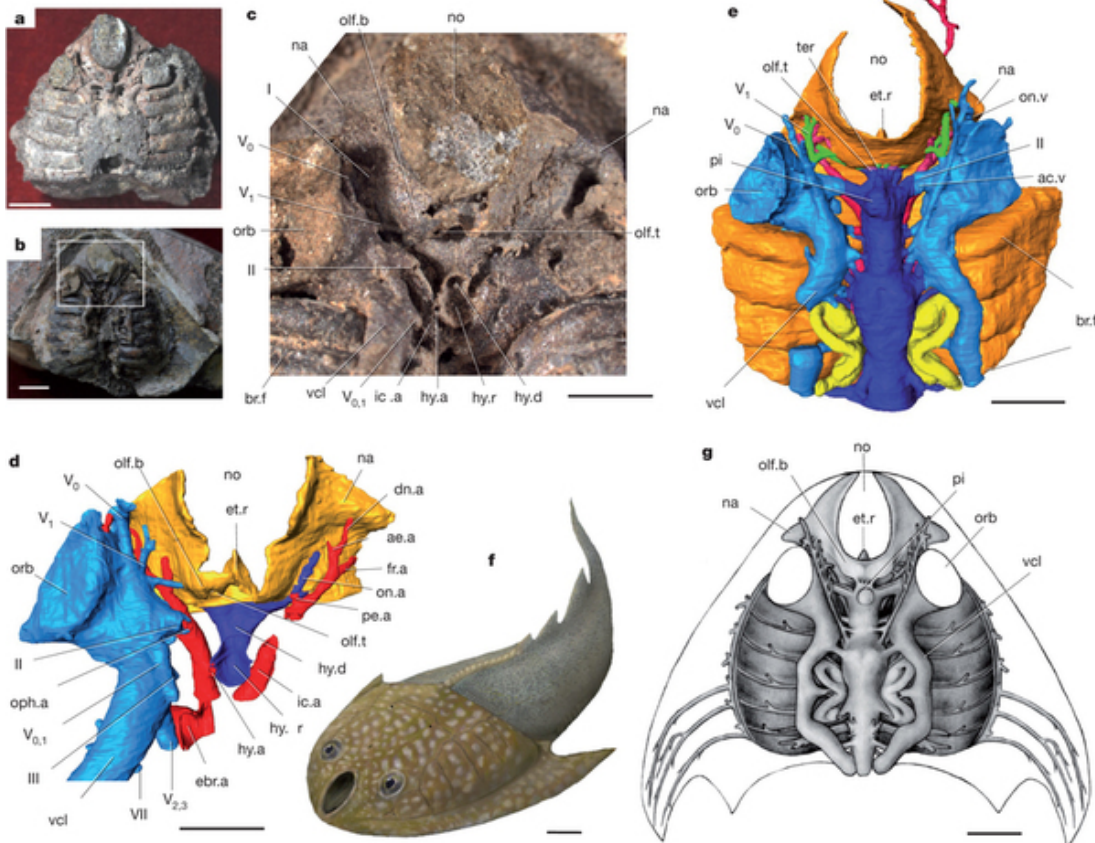 a
b
c
olf.b
no
na
I
V0
V1
orb
II
na
olf.t
br.f
vcl
V0,1
ic .a
hy.a
hy.r
hy.d
e
ter
olf.t
V1
V0
pi
orb
no
et.r
na
on.v
II
ac.v
br.f
vcl
d
olf.b
V0
V1
orb
no
et.r
na
dn.a
ae.a
fr.a
on.a
pe.a
olf.t
hy.d
ic.a
hy. r
hy.a
II
oph.a
V0,1
III
vcl
VII
V2,3
ebr.a
f
g
no
olf.b
pi
na
et.r
orb
vcl